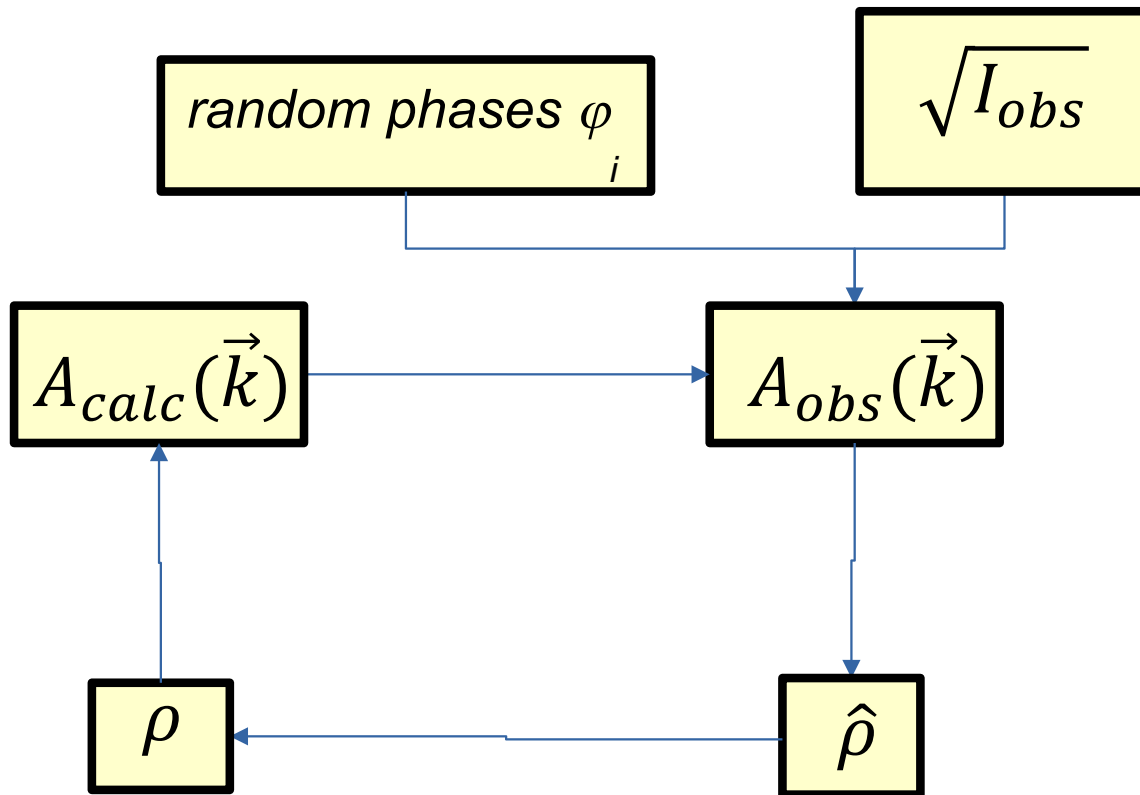 random phases φ
i
√I_obs
A_calc(k⃗)
A_obs(k⃗)
ρ
ρ̂